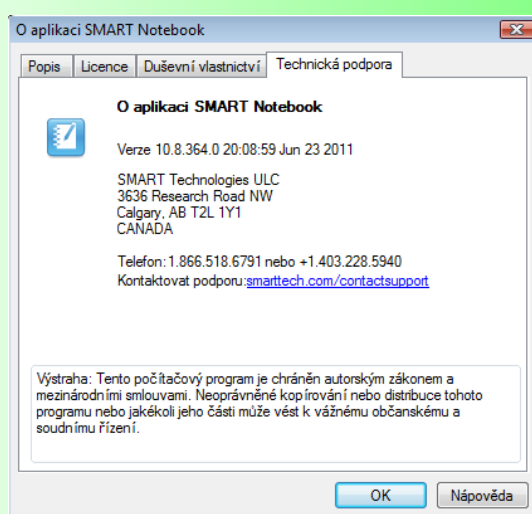 O aplikaci SMART Notebook
Popis Licence Duševní vlastnictví Technická podpora
O aplikaci SMART Notebook
Verze 10.8.364.0 20:08:59 Jun 23 2011
SMART Technologies ULC
3636 Research Road NW
Calgary, AB T2L 1Y1
CANADA
Telefon: 1.866.518.6791 nebo +1.403.228.5940
Kontaktovat podporu:smarttech.com/contactsupport
Výstraha: Tento počítačový program je chráněn autorským zákonem a
mezinárodními smlouvami. Neoprávněné kopírování nebo distribuce tohoto
programu nebo jakékoli jeho části může vést k vážnému občanskému a
soudnímu řízení.
OK Nápověda